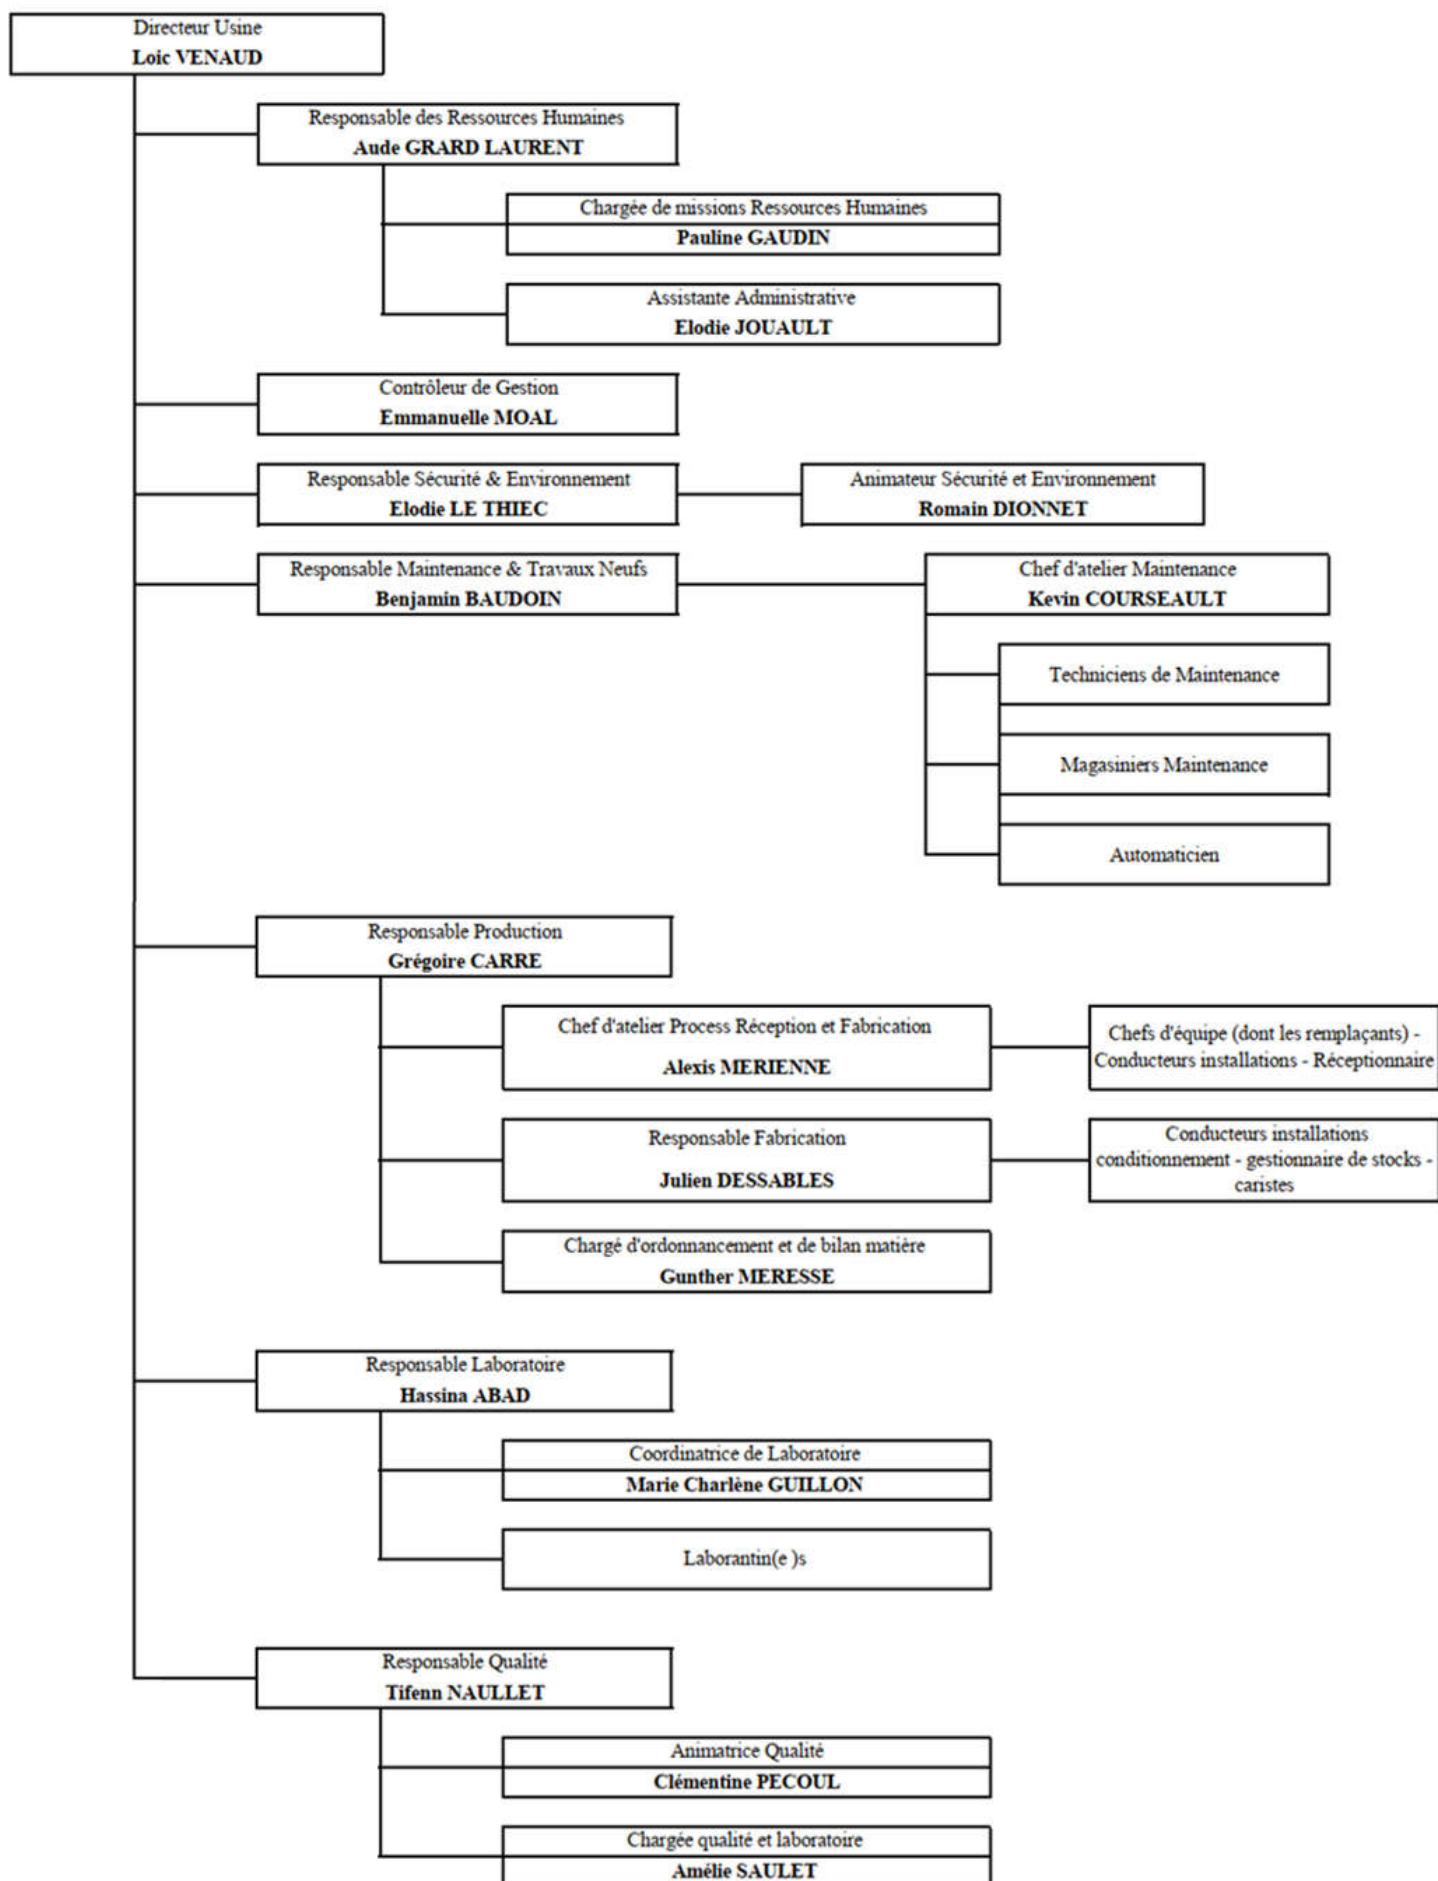 Directeur Usine
Loic VENAUD
Responsable des Ressources Humaines
Aude GRARD LAURENT
Chargée de missions Ressources Humaines
Pauline GAUDIN
Assistante Administrative
Elodie JOUAULT
Contrôleur de Gestion
Emmanuelle MOAL
Responsable Sécurité & Environnement
Elodie LE THIEC
Animateur Sécurité et Environnement
Romain DIONNET
Responsable Maintenance & Travaux Neufs
Benjamin BAUDOIN
Chef d'atelier Maintenance
Kevin COURSEAULT
Techniciens de Maintenance
Magasiniers Maintenance
Automaticien
Responsable Production
Grégoire CARRE
Chef d'atelier Process Réception et Fabrication
Alexis MERIENNE
Chefs d'équipe (dont les remplaçants) -
Conducteurs installations - Réceptionnaire
Responsable Fabrication
Julien DESSABLES
Conducteurs installations
conditionnement - gestionnaire de stocks -
caristes
Chargé d'ordonnancement et de bilan matière
Gunther MERESSE
Responsable Laboratoire
Hassina ABAD
Coordinatrice de Laboratoire
Marie Charlène GUILLON
Laborantin(e )s
Responsable Qualité
Tifenn NAULLET
Animatrice Qualité
Clémentine PECOUL
Chargée qualité et laboratoire
Amélie SAULET